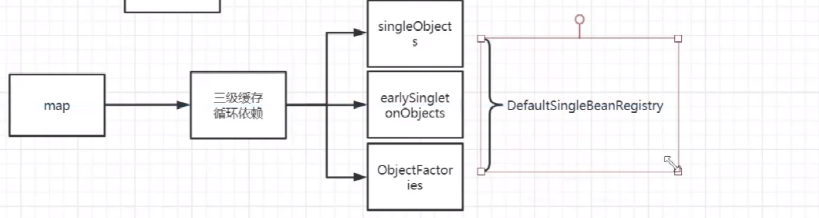 map
三级缓存
循环依赖
singleObject
s
earlySinglet
onObjects
ObjectFactor
ies
DefaultSingleBeanRegistry